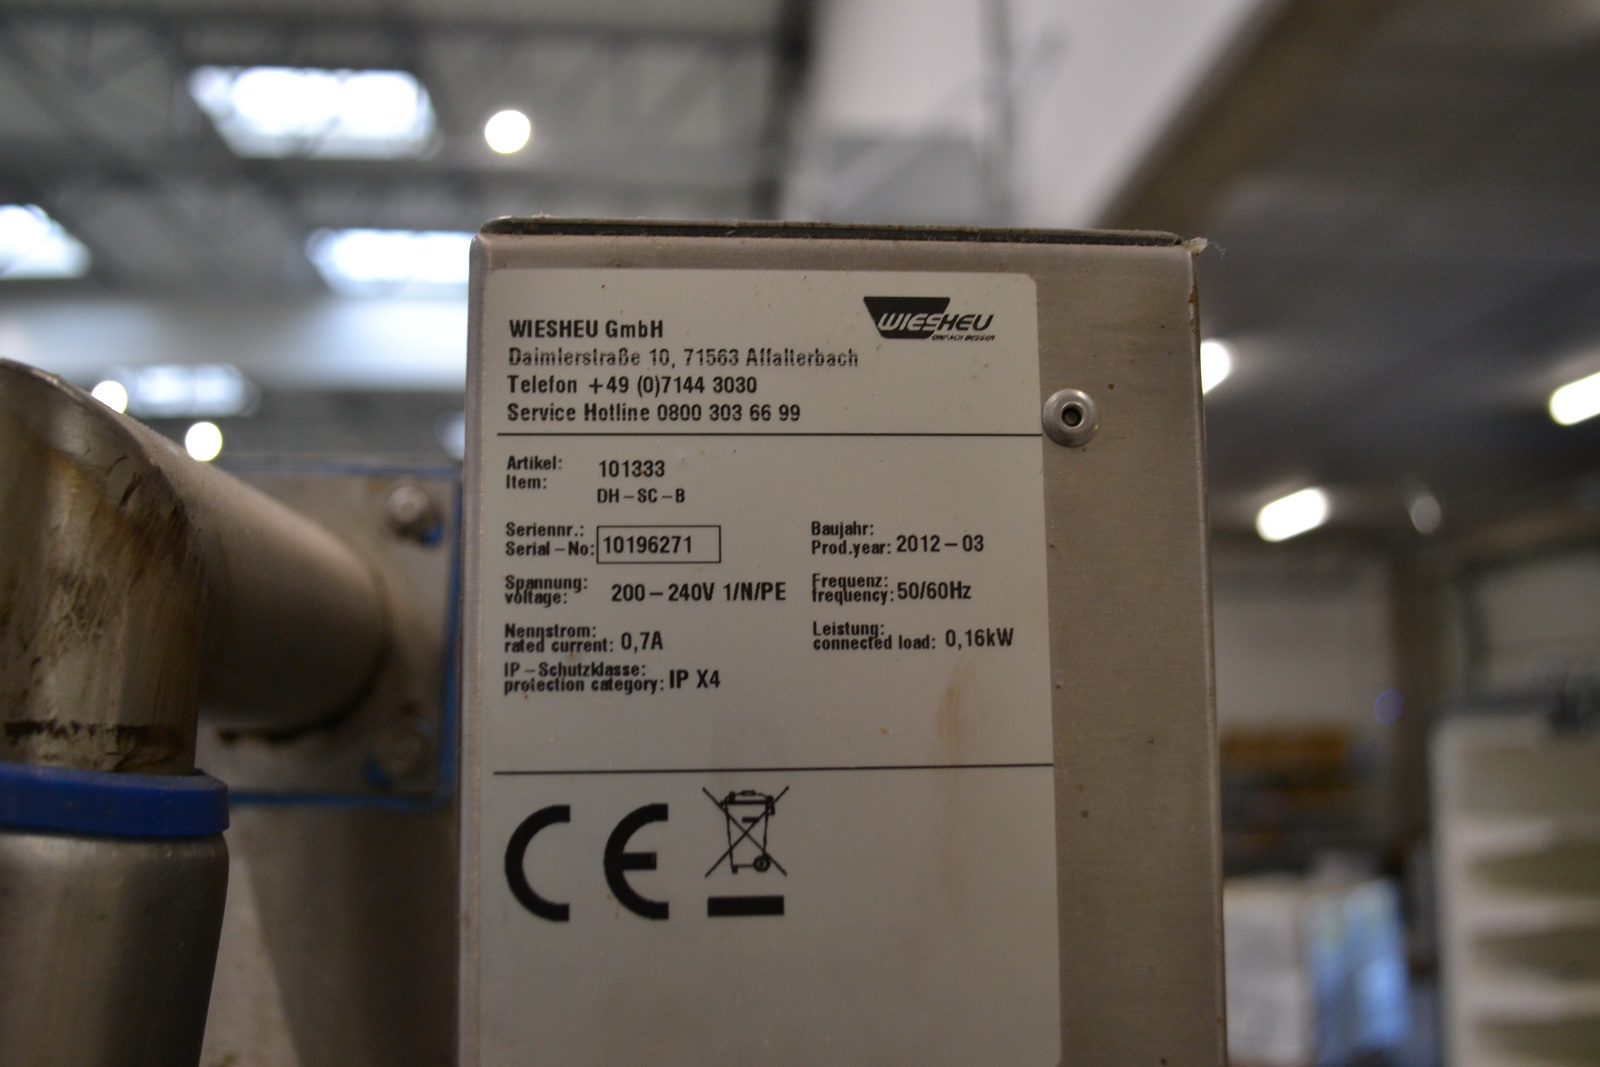 WIESHEU GmbH
Daimlerstraße 10, 71563 Affalterbach
Telefon +49 (0)7144 3030
Service Hotline 0800 303 66 99
WIESHEU
EINFACH BESSER
Artikel:
Item:
101333
DH-SC-B
Seriennr.:
Serial-No: 10196271
Baujahr:
Prod.year: 2012-03
Spannung:
voltage: 200-240V 1/N/PE
Frequenz:
frequency: 50/60Hz
Nennstrom:
rated current: 0,7A
Leistung:
connected load: 0,16kW
IP-Schutzklasse:
protection category: IP X4
CE